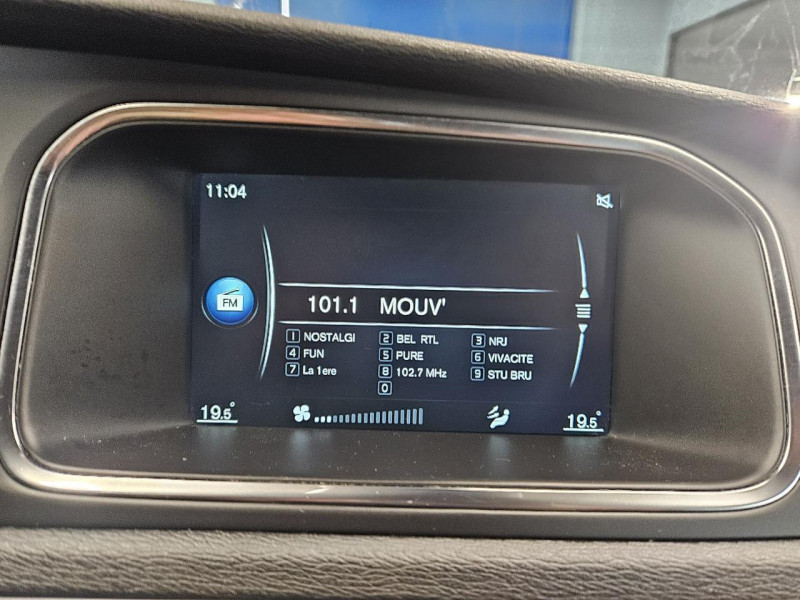 11:04
FM
101.1 MOUV'
1 NOSTALGI 2 BEL RTL 3 NRJ
4 FUN 5 PURE 6 VIVACITE
7 La 1ere 8 102.7 MHz 9 STU BRU
0
19.5° 19.5°